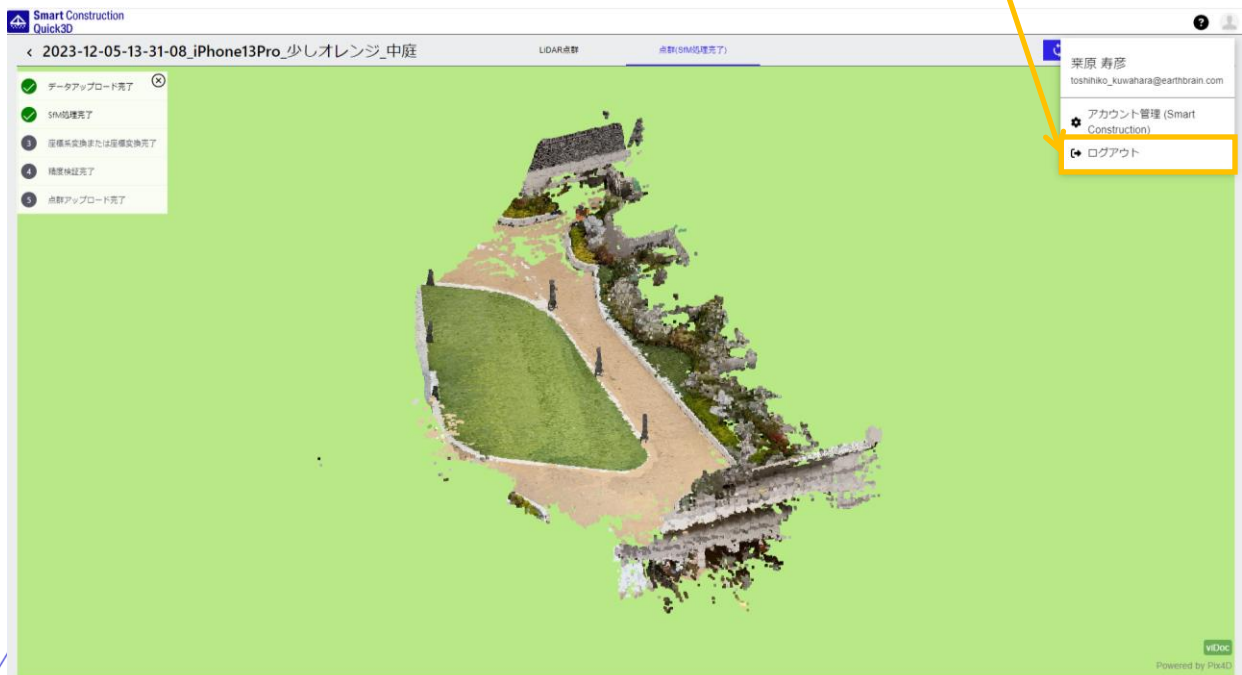 Smart Construction
Quick3D
?
‹ 2023-12-05-13-31-08_iPhone13Pro_少しオレンジ_中庭
LiDAR点群
点群(SfM処理完了)
桒原 寿彦
toshihiko_kuwahara@earthbrain.com
アカウント管理 (Smart
Construction)
ログアウト
データアップロード完了
SfM処理完了
3 座標系変換または座標変換完了
4 精度検証完了
5 点群アップロード完了
viDoc
Powered by Pix4D